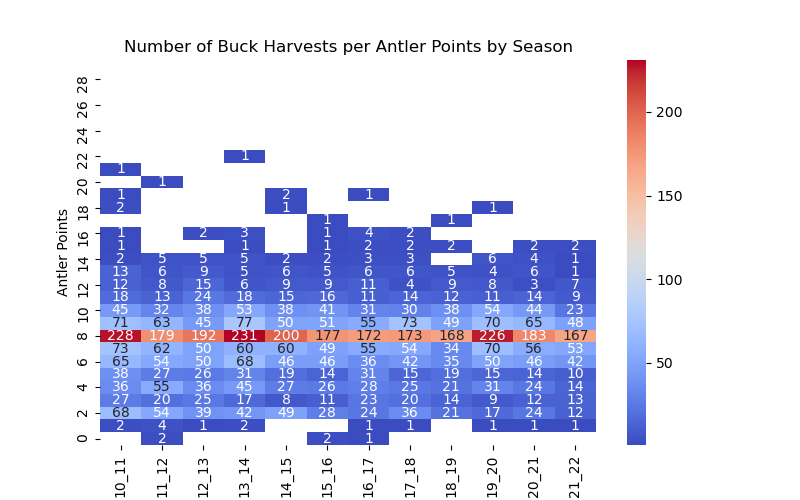 Number of Buck Harvests per Antler Points by Season
Antler Points
28
26
24
22 1
1
20 1
1 2 1
18 2 1 1
1 1
16 1 2 3 1 4 2
1 1 1 2 2 2 2 2
14 2 5 5 5 2 2 3 3 6 4 1
13 6 9 5 6 5 6 6 5 4 6 1
12 12 8 15 6 9 9 11 4 9 8 3 7
18 13 24 18 15 16 11 14 12 11 14 9
10 45 32 38 53 38 41 31 30 38 54 44 23
71 63 45 77 50 51 55 73 49 70 65 48
8 228 179 192 231 200 177 172 173 168 226 183 167
73 62 50 60 60 49 55 54 34 70 56 53
6 65 54 50 68 46 46 36 42 35 50 46 42
38 27 26 31 19 14 31 15 19 15 14 10
4 36 55 36 45 27 26 28 25 21 31 24 14
27 20 25 17 8 11 23 20 14 9 12 13
2 68 54 39 42 49 28 24 36 21 17 24 12
2 4 1 2 1 1 1 1 1
0 2 2 1
10_11 11_12 12_13 13_14 14_15 15_16 16_17 17_18 18_19 19_20 20_21 21_22
200
150
100
50